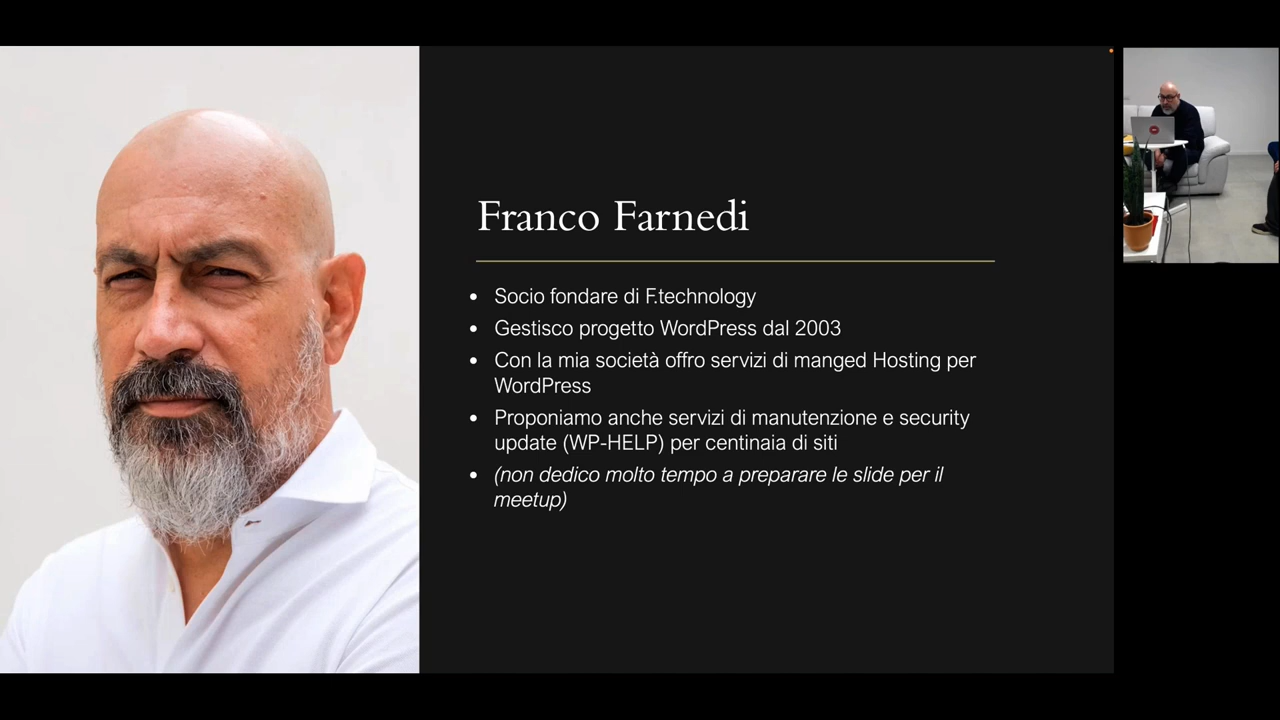 Franco Farnedi
Socio fondare di F.technology
Gestisco progetto WordPress dal 2003
Con la mia società offro servizi di manged Hosting per
WordPress
Proponiamo anche servizi di manutenzione e security
update (WP-HELP) per centinaia di siti
(non dedico molto tempo a preparare le slide per il
meetup)